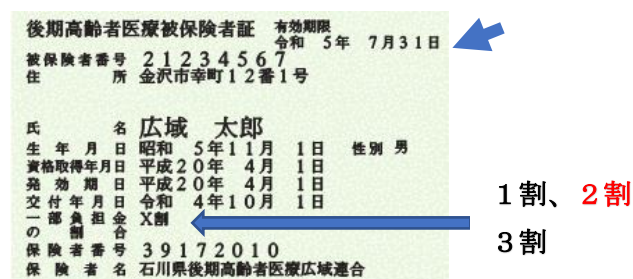 後期高齢者医療被保険者証 有効期限
令和 5年 7月31日
被保険者番号 21234567
住所 金沢市幸町12番1号
氏名 広域 太郎
生年月日 昭和 5年11月 1日 性別 男
資格取得年月日 平成20年 4月 1日
発効期日 平成20年 4月 1日
交付年月日 令和 4年10月 1日
一部負担金の割合 X割
保険者番号 39172010
保険者名 石川県後期高齢者医療広域連合
1割、2割
3割